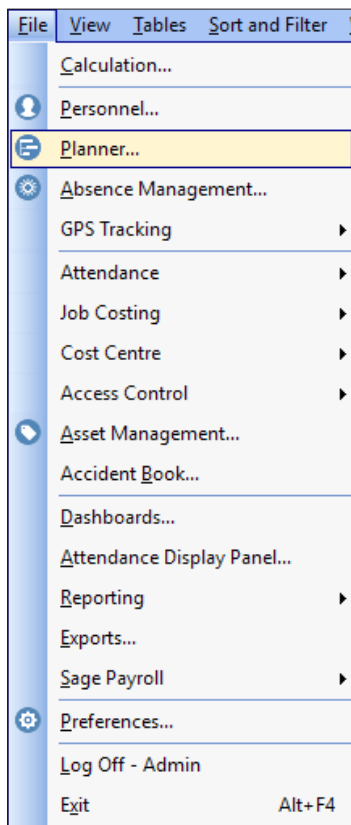 File View Tables Sort and Filter
Calculation...
Personnel...
Planner...
Absence Management...
GPS Tracking
Attendance
Job Costing
Cost Centre
Access Control
Asset Management...
Accident Book...
Dashboards...
Attendance Display Panel...
Reporting
Exports...
Sage Payroll
Preferences...
Log Off - Admin
Exit Alt+F4